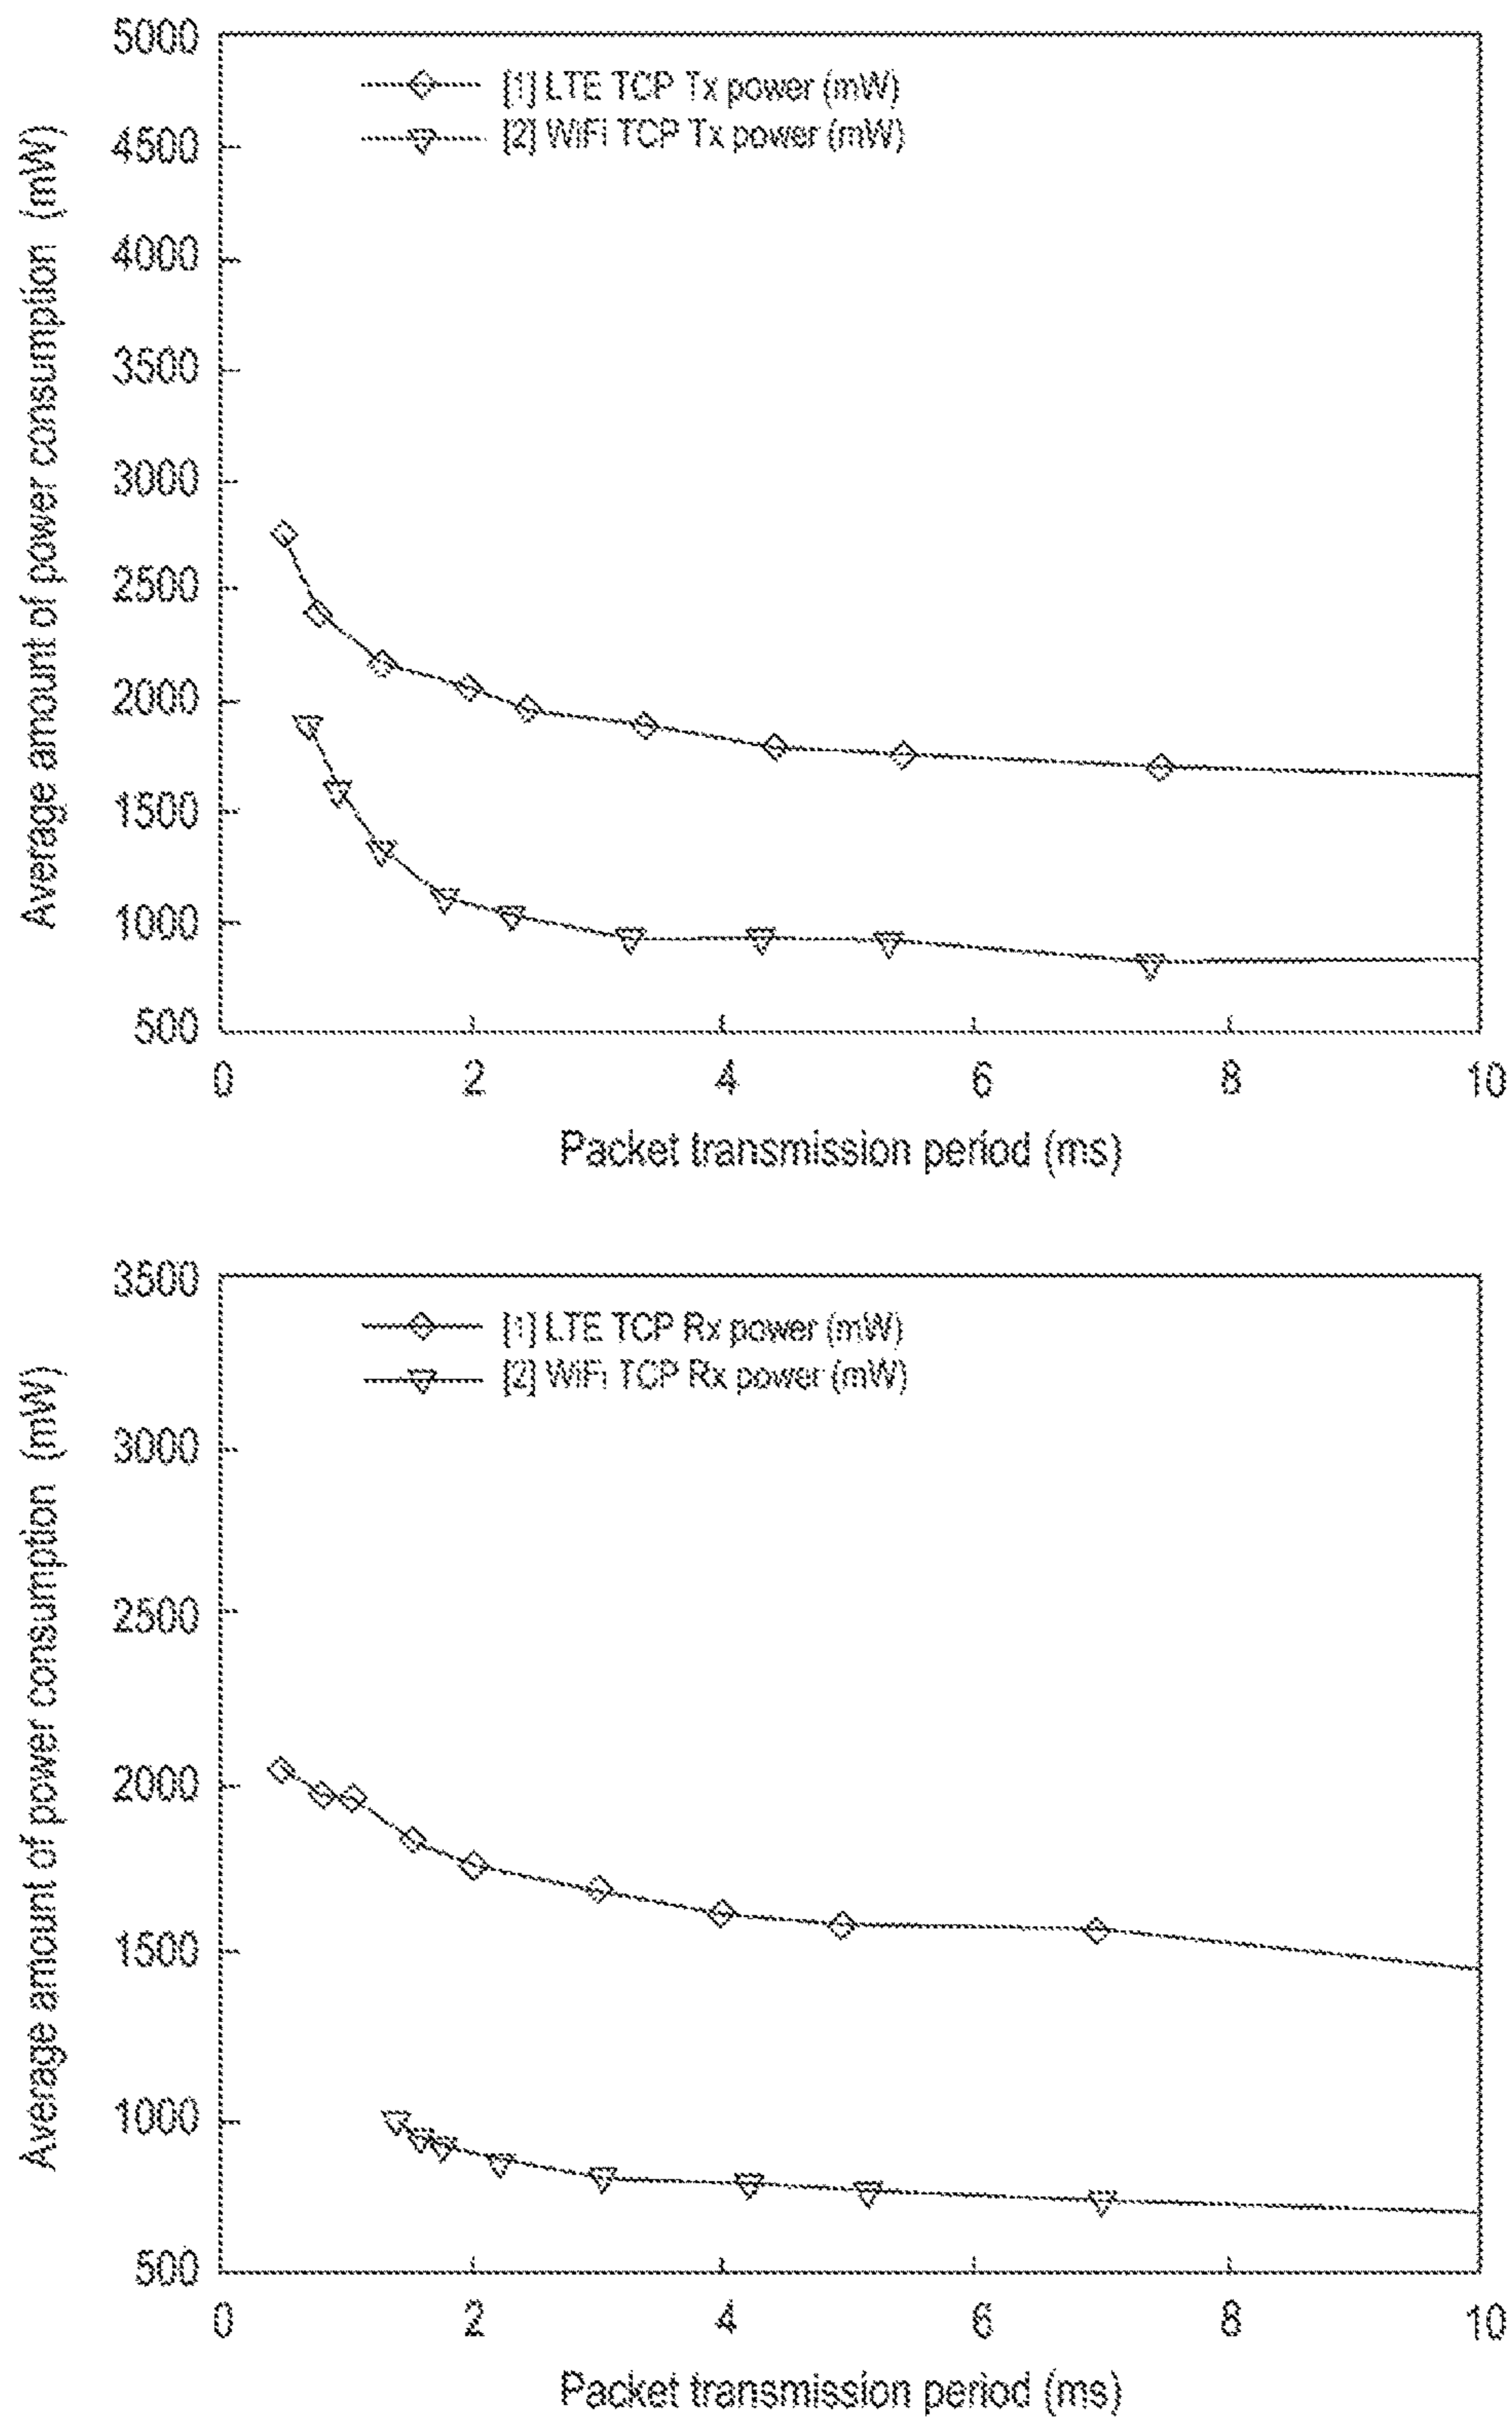 5000
4500
4000
3500
3000
2500
2000
1500
1000
500
Average amount of power consumption (mW)
[1] LTE TCP Tx power (mW)
[2] WiFi TCP Tx power (mW)
0 2 4 6 8 10
Packet transmission period (ms)
3500
3000
2500
2000
1500
1000
500
Average amount of power consumption (mW)
[1] LTE TCP Rx power (mW)
[2] WiFi TCP Rx power (mW)
0 2 4 6 8 10
Packet transmission period (ms)